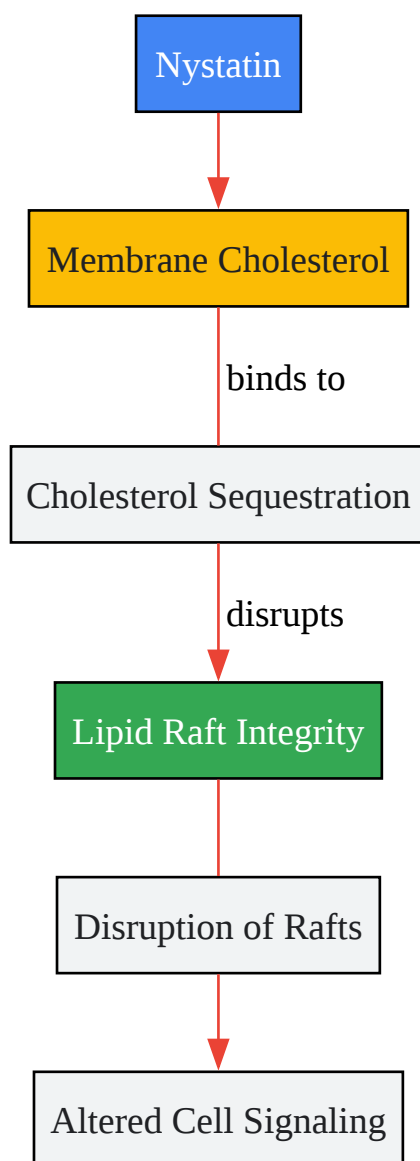 Nystatin
Membrane Cholesterol
binds to
Cholesterol Sequestration
disrupts
Lipid Raft Integrity
Disruption of Rafts
Altered Cell Signaling